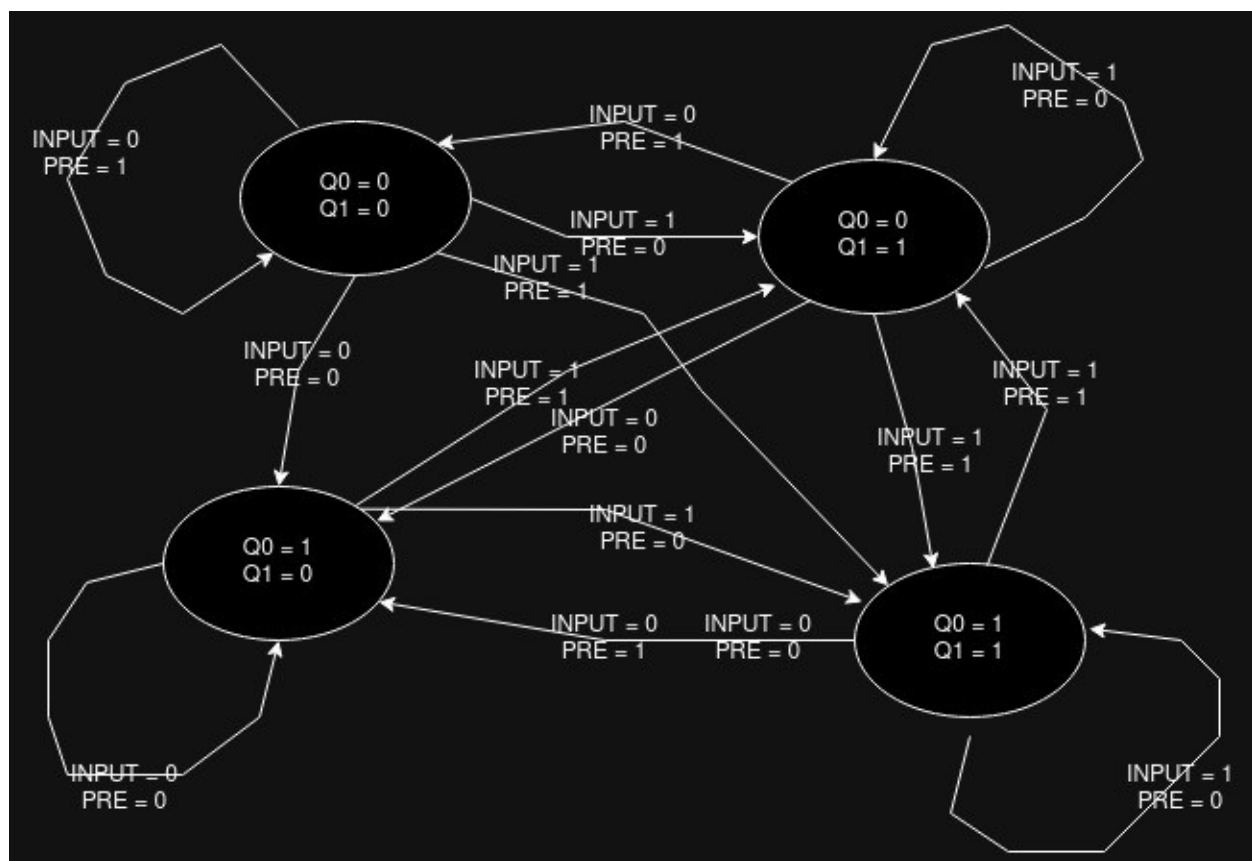 INPUT = 1
PRE = 0
INPUT = 0
PRE = 1
INPUT = 0
PRE = 1
Q0 = 0
Q1 = 0
Q0 = 0
Q1 = 1
INPUT = 1
PRE = 0
INPUT = 1
PRE = 1
INPUT = 0
PRE = 0
INPUT = 1
PRE = 1
INPUT = 1
PRE = 1
INPUT = 0
PRE = 0
INPUT = 1
PRE = 1
INPUT = 1
PRE = 0
Q0 = 1
Q1 = 0
INPUT = 0
PRE = 1
INPUT = 0
PRE = 0
Q0 = 1
Q1 = 1
INPUT = 0
PRE = 0
INPUT = 1
PRE = 0